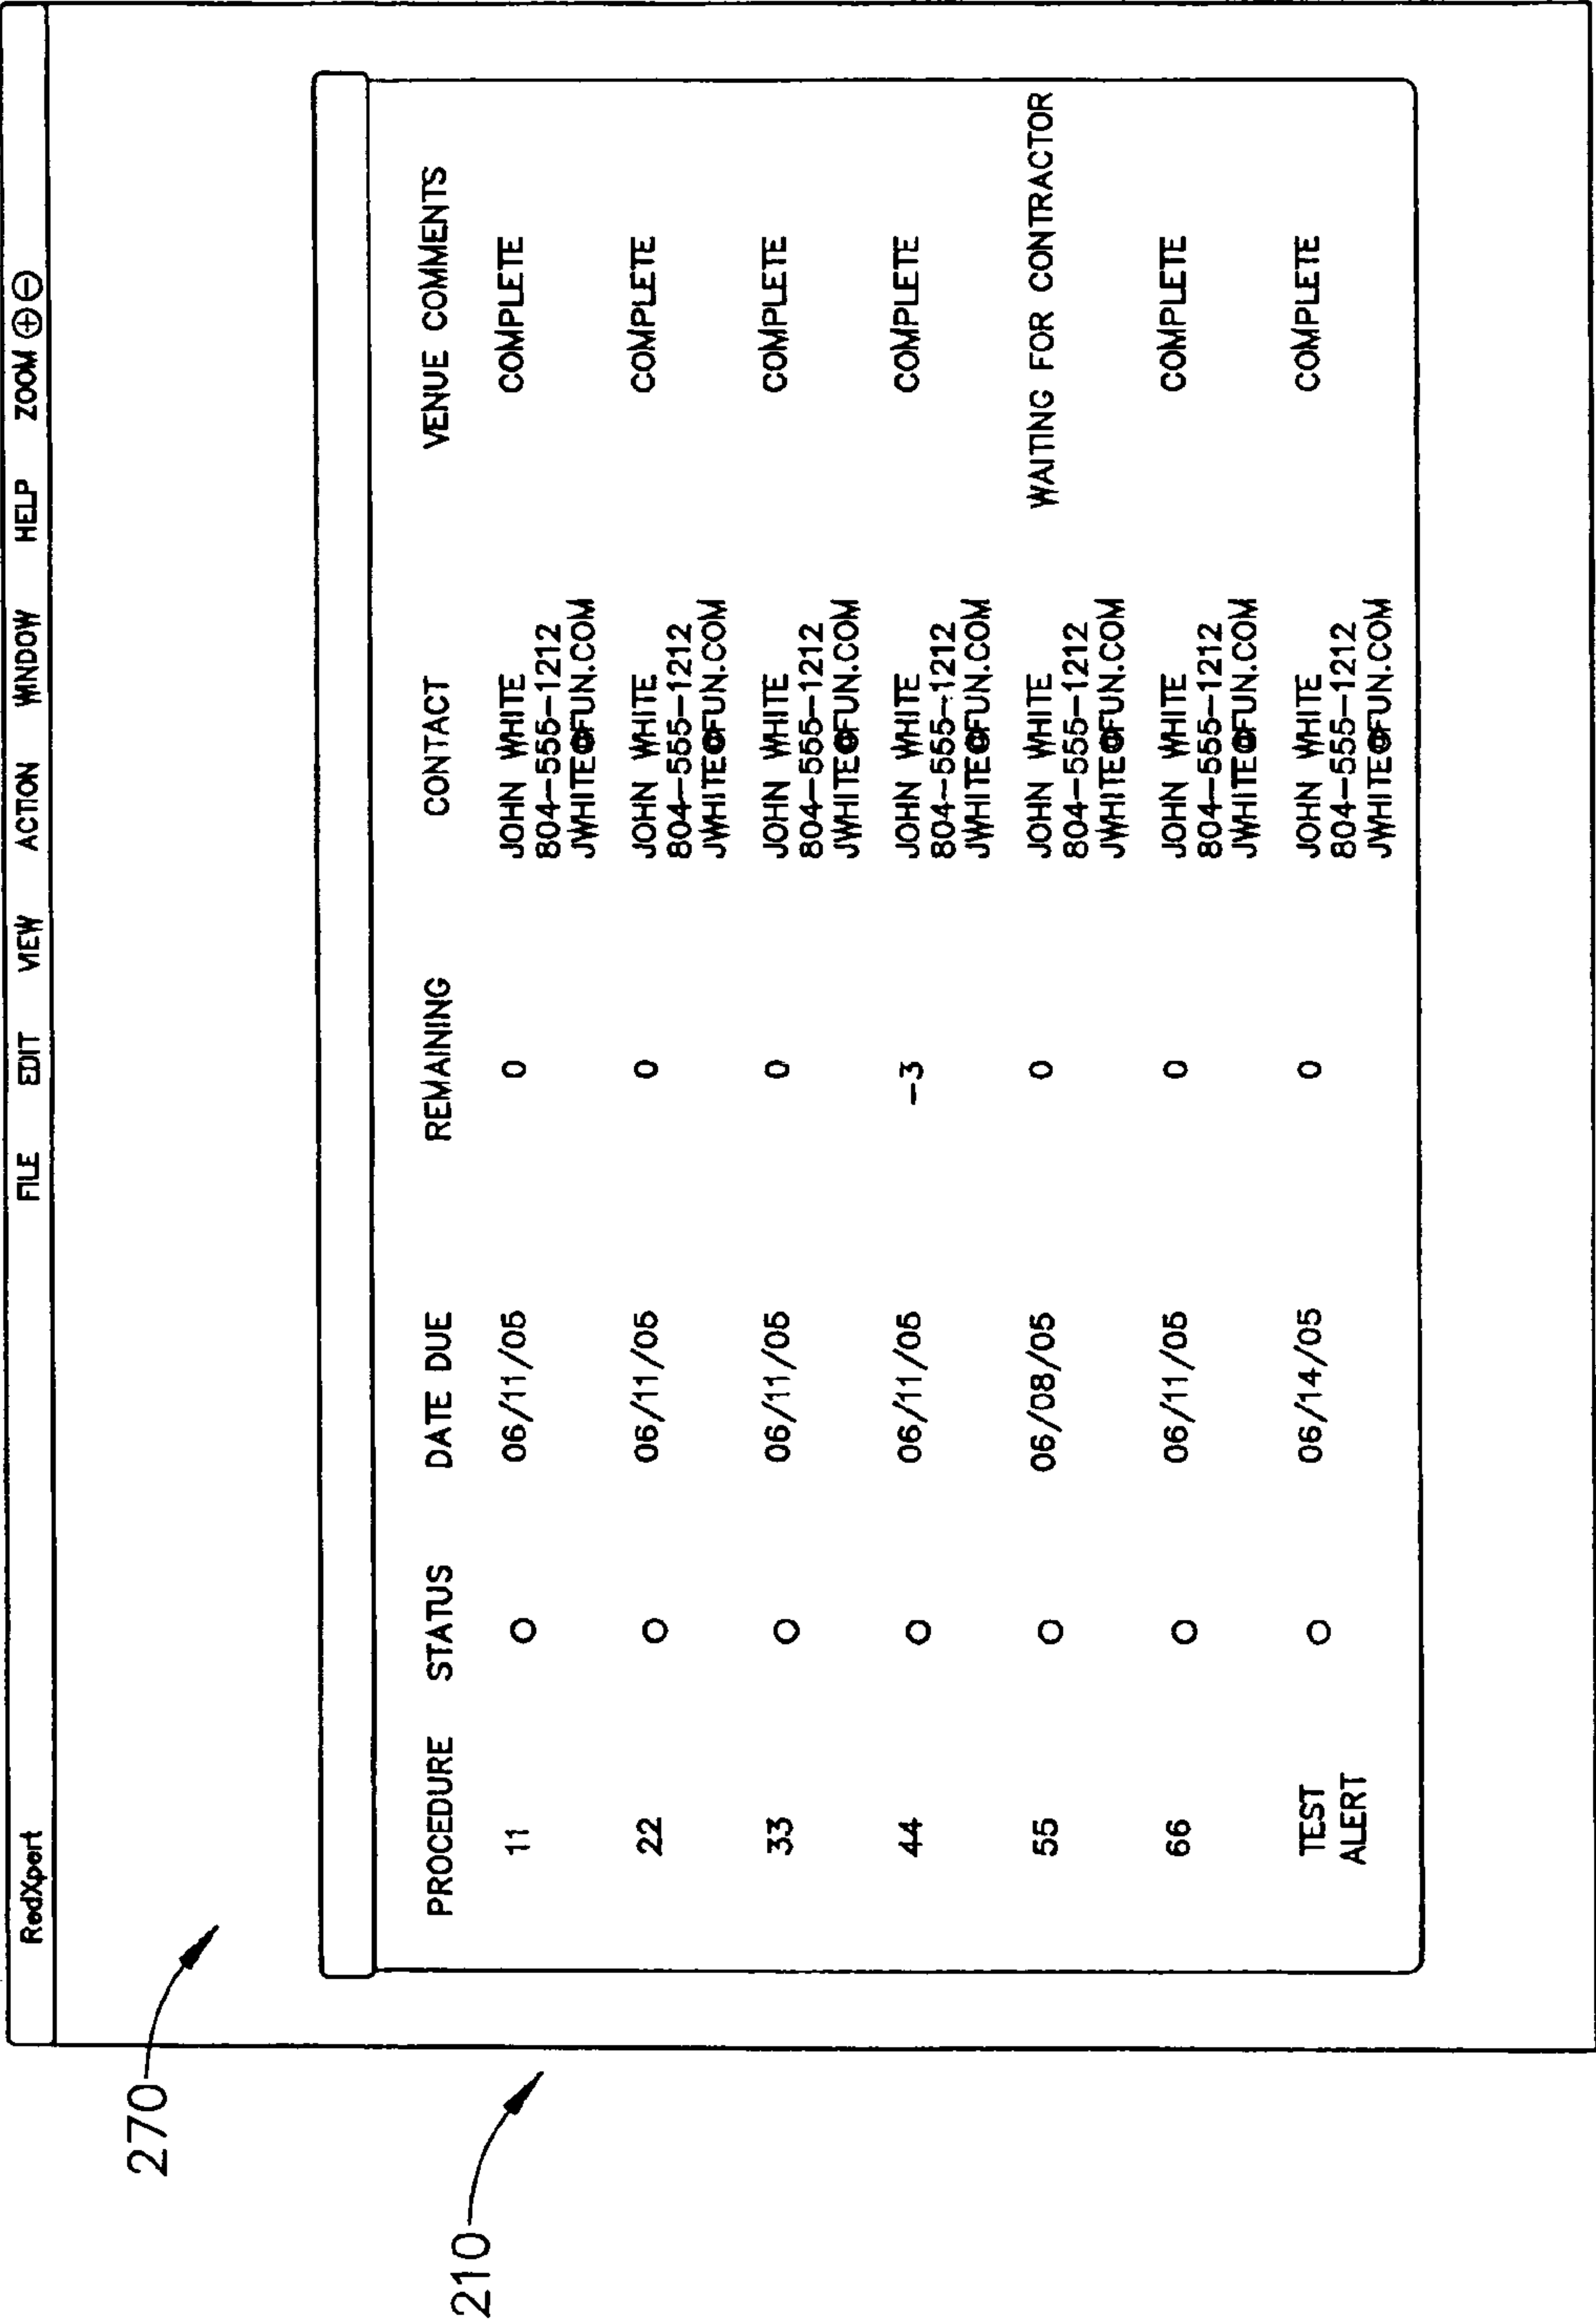 RedXpert FILE EDIT VIEW ACTION WINDOW HELP ZOOM ⊕ ⊖
270
210
PROCEDURE STATUS DATE DUE REMAINING CONTACT VENUE COMMENTS
11 O 06/11/05 0 JOHN WHITE COMPLETE
804-555-1212
JWHITE@FUN.COM
22 O 06/11/05 0 JOHN WHITE COMPLETE
804-555-1212
JWHITE@FUN.COM
33 O 06/11/05 0 JOHN WHITE COMPLETE
804-555-1212
JWHITE@FUN.COM
44 O 06/11/05 -3 JOHN WHITE COMPLETE
804-555-1212
JWHITE@FUN.COM
55 O 06/08/05 0 JOHN WHITE WAITING FOR CONTRACTOR
804-555-1212
JWHITE@FUN.COM
66 O 06/11/05 0 JOHN WHITE COMPLETE
804-555-1212
JWHITE@FUN.COM
TEST O 06/14/05 0 JOHN WHITE COMPLETE
ALERT 804-555-1212
JWHITE@FUN.COM